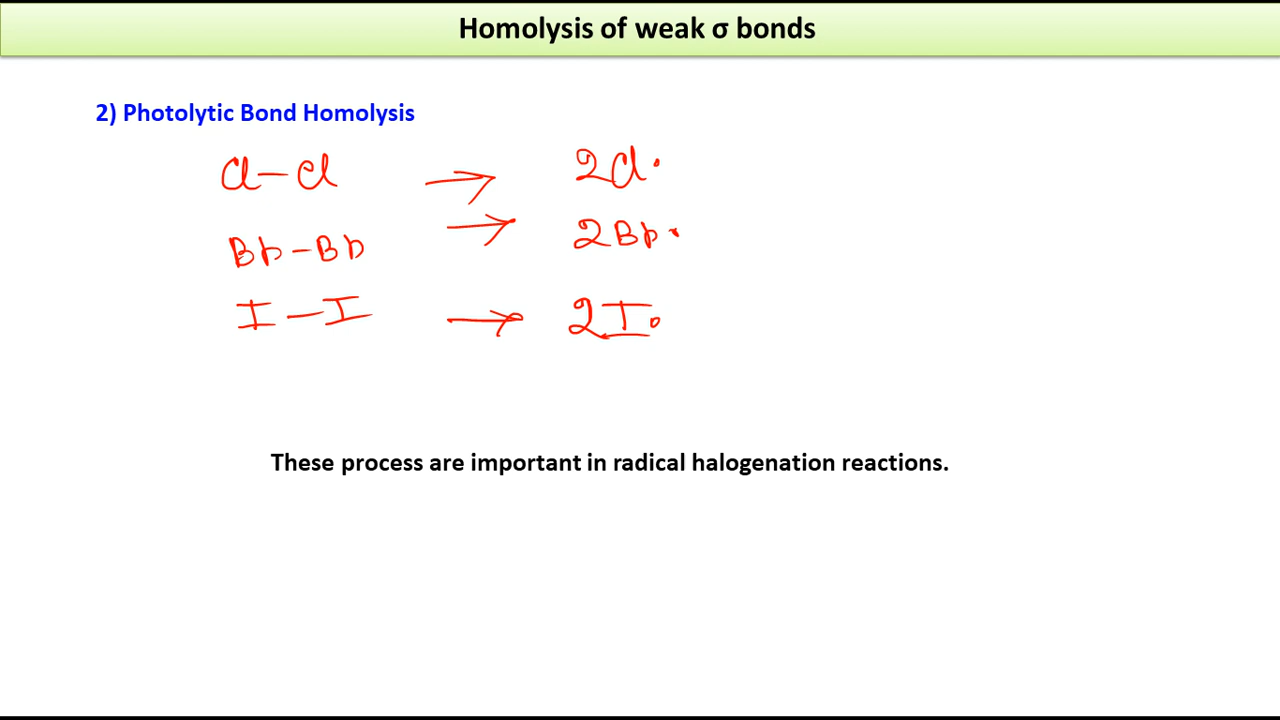 Homolysis of weak σ bonds
2) Photolytic Bond Homolysis
Cl–Cl → 2Cl·
Br–Br → 2Br·
I–I → 2I·
These process are important in radical halogenation reactions.